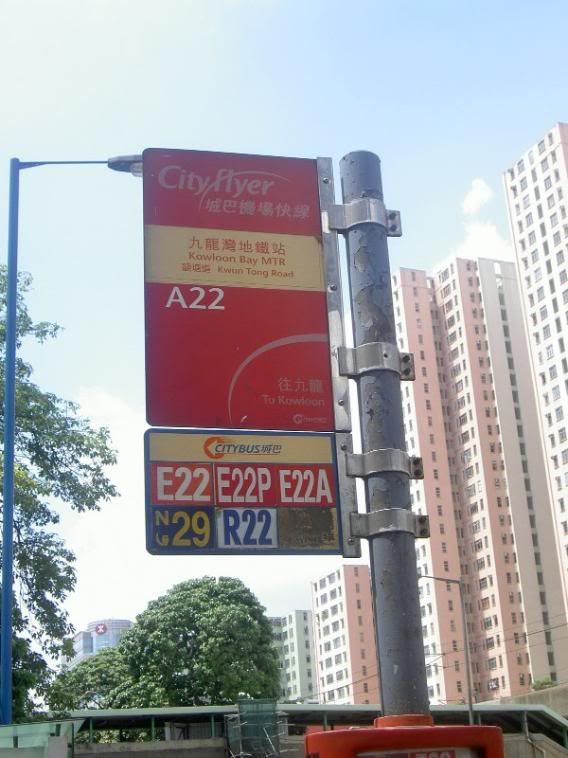 Cityflyer
城巴機場快線
九龍灣地鐵站
Kowloon Bay MTR
觀塘道 Kwun Tong Road
A22
往九龍
To Kowloon
CITYBUS城巴
E22 E22P E22A
N29 R22